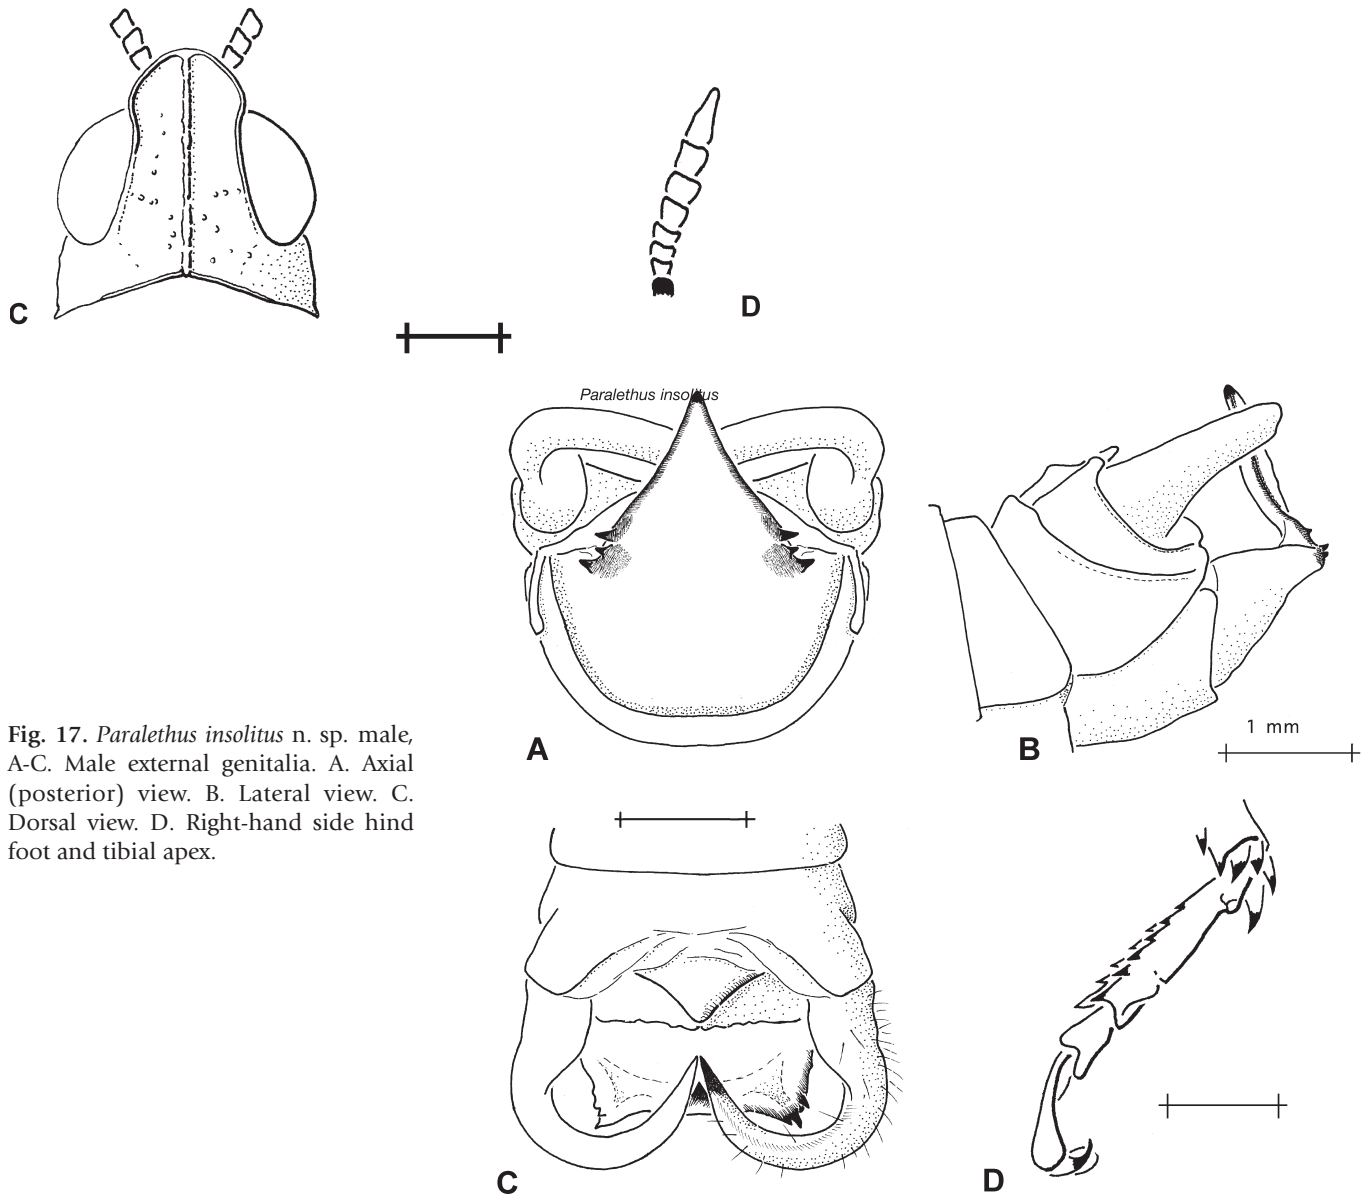 C
D
Paralethus insolitus
A
B
1 mm
Fig. 17. Paralethus insolitus n. sp. male,
A-C. Male external genitalia. A. Axial
(posterior) view. B. Lateral view. C.
Dorsal view. D. Right-hand side hind
foot and tibial apex.
C
D